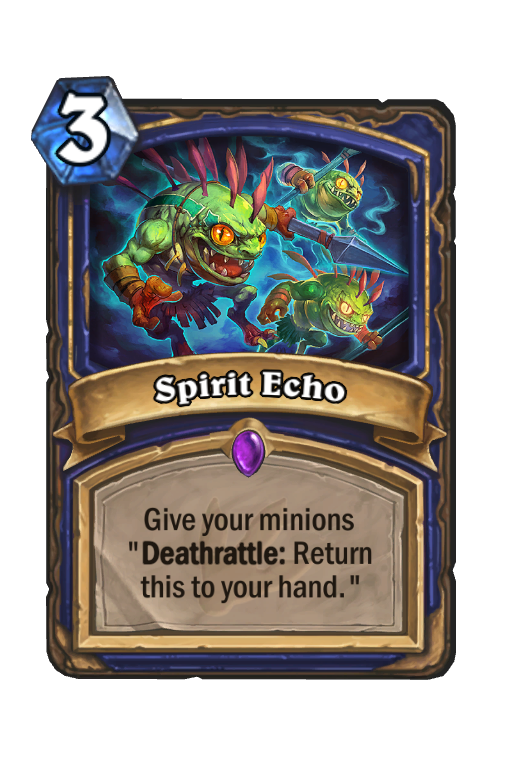 3
Spirit Echo
Give your minions
"Deathrattle: Return
this to your hand."